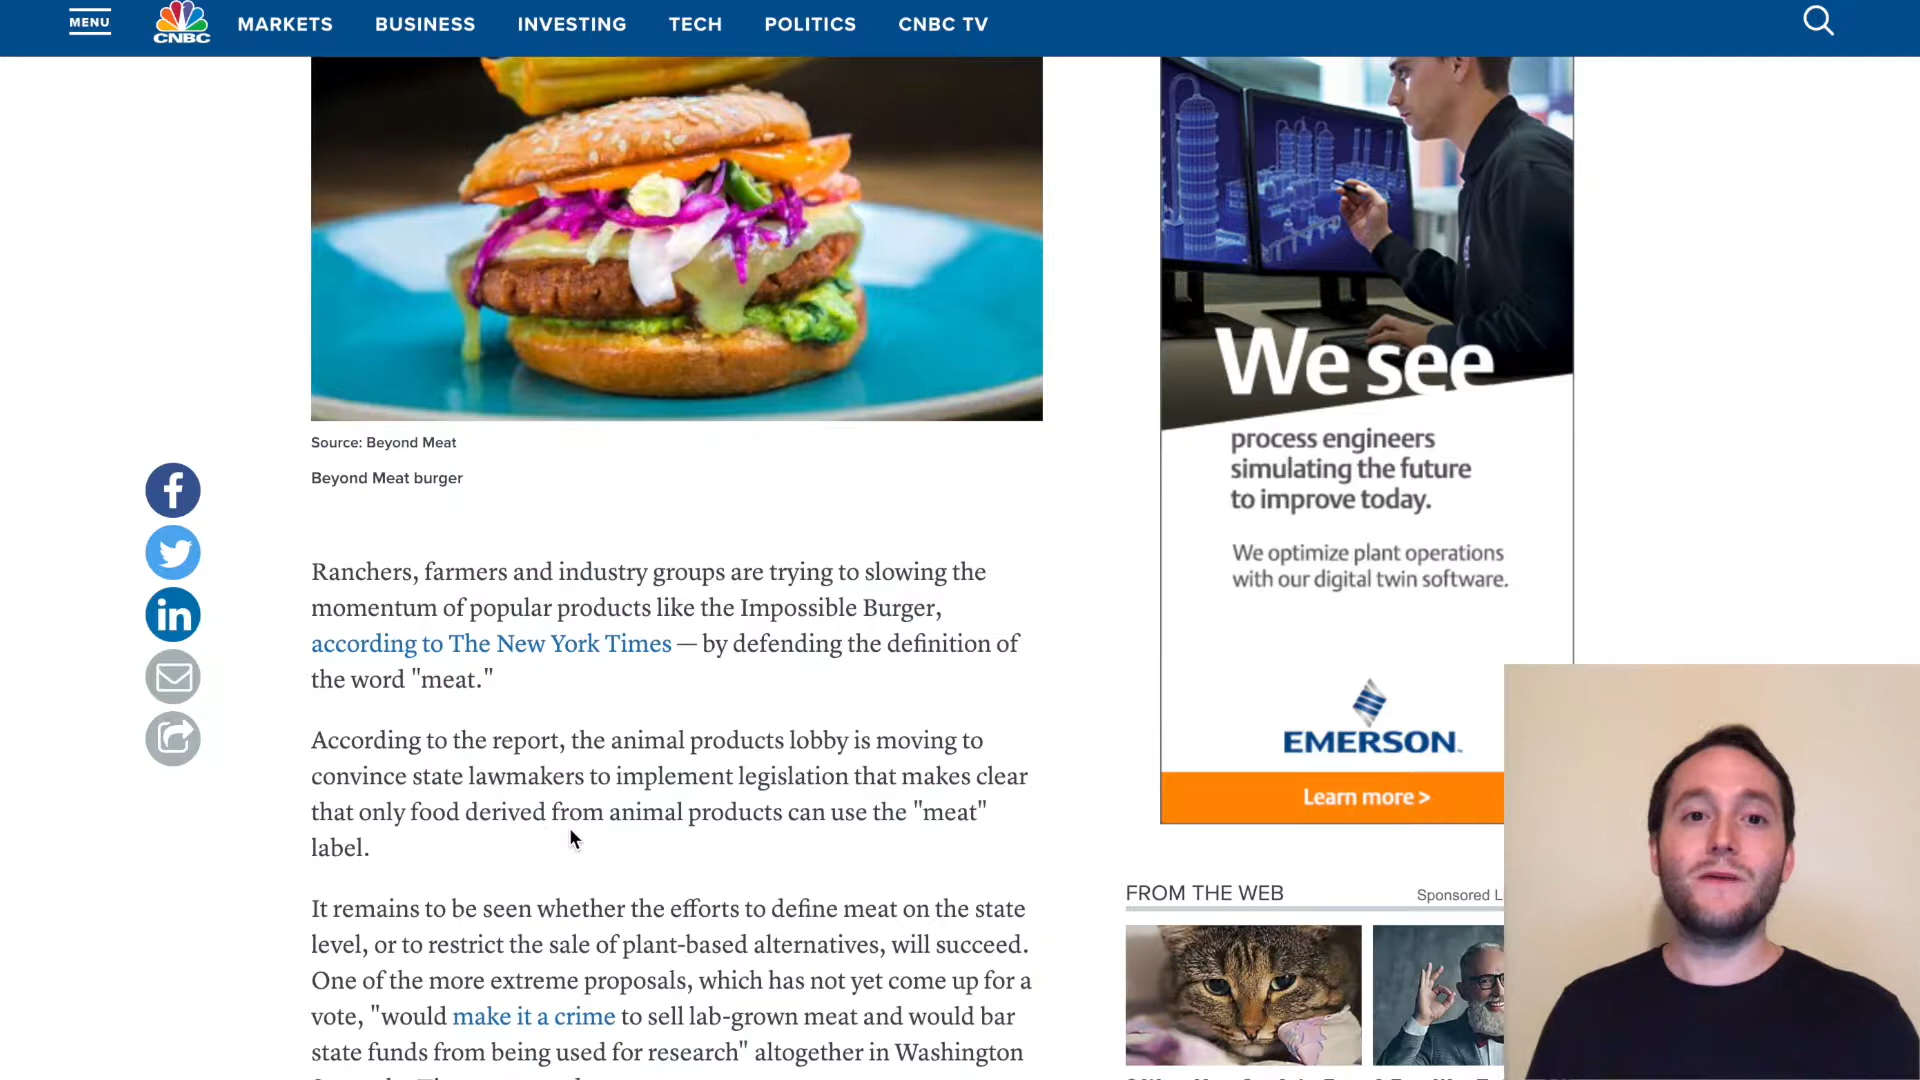 MENU
CNBC
MARKETS
BUSINESS
INVESTING
TECH
POLITICS
CNBC TV
Source: Beyond Meat
Beyond Meat burger
Ranchers, farmers and industry groups are trying to slowing the
momentum of popular products like the Impossible Burger,
according to The New York Times — by defending the definition of
the word "meat."
According to the report, the animal products lobby is moving to
convince state lawmakers to implement legislation that makes clear
that only food derived from animal products can use the "meat"
label.
It remains to be seen whether the efforts to define meat on the state
level, or to restrict the sale of plant-based alternatives, will succeed.
One of the more extreme proposals, which has not yet come up for a
vote, "would make it a crime to sell lab-grown meat and would bar
state funds from being used for research" altogether in Washington
We see
process engineers
simulating the future
to improve today.
We optimize plant operations
with our digital twin software.
EMERSON
Learn more >
FROM THE WEB
Sponsored L